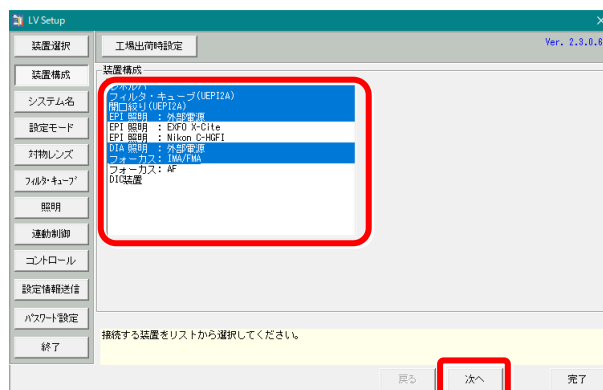 LV Setup
装置選択
工場出荷時設定
Ver. 2.3.0.6
装置構成
装置構成
システム名
設定モード
対物レンズ
フィルタ・キューブ
照明
連動制御
コントロール
設定情報送信
パスワード設定
終了
レボルバ
フィルタ・キューブ(UEPI2A)
開口絞り(UEPI2A)
EPI 照明 : 外部電源
EPI 照明 : EXFO X-Cite
EPI 照明 : Nikon C-HGFI
DIA 照明 : 外部電源
フォーカス: IMA/FMA
フォーカス: AF
DIC装置
接続する装置をリストから選択してください。
戻る
次へ
完了